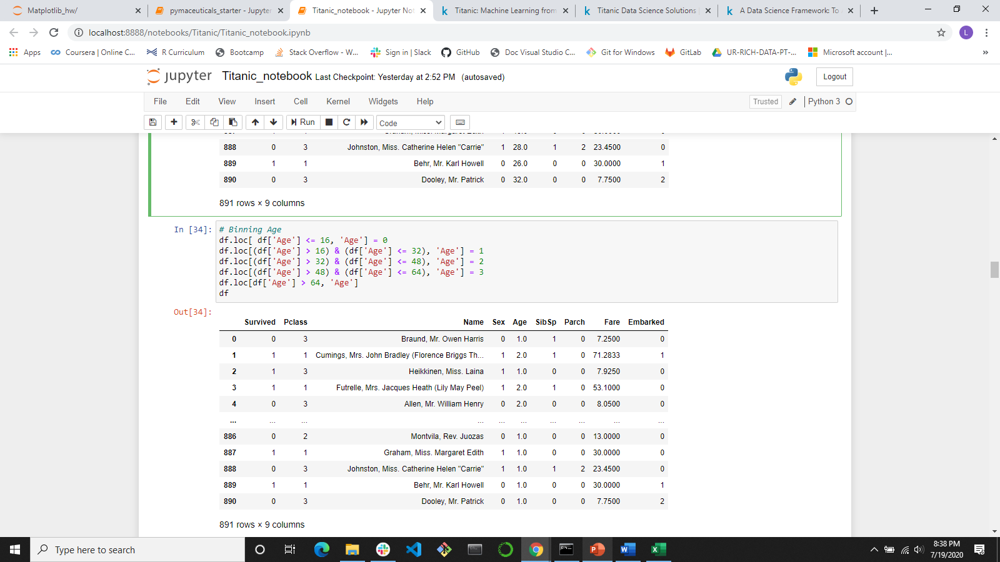 Matplotlib_hw/
pymaceuticals_starter - Jupyter
Titanic_notebook - Jupyter Not
Titanic: Machine Learning from
Titanic Data Science Solutions
A Data Science Framework: To
localhost:8888/notebooks/Titanic/Titanic_notebook.ipynb
L
Apps
Coursera | Online C...
R Curriculum
Bootcamp
Stack Overflow - W...
Sign in | Slack
GitHub
Doc Visual Studio C...
Git for Windows
GitLab
UR-RICH-DATA-PT-...
Microsoft account |...
»
jupyter Titanic_notebook Last Checkpoint: Yesterday at 2:52 PM (autosaved)
Logout
File Edit View Insert Cell Kernel Widgets Help
Trusted
Python 3
Run
Code
888 0 3 Johnston, Miss. Catherine Helen "Carrie" 1 28.0 1 2 23.4500 0
889 1 1 Behr, Mr. Karl Howell 0 26.0 0 0 30.0000 1
890 0 3 Dooley, Mr. Patrick 0 32.0 0 0 7.7500 2
891 rows × 9 columns
In [34]:
# Binning Age
df.loc[ df['Age'] <= 16, 'Age'] = 0
df.loc[(df['Age'] > 16) & (df['Age'] <= 32), 'Age'] = 1
df.loc[(df['Age'] > 32) & (df['Age'] <= 48), 'Age'] = 2
df.loc[(df['Age'] > 48) & (df['Age'] <= 64), 'Age'] = 3
df.loc[df['Age'] > 64, 'Age']
df
Out[34]:
Survived Pclass Name Sex Age SibSp Parch Fare Embarked
0 0 3 Braund, Mr. Owen Harris 0 1.0 1 0 7.2500 0
1 1 1 Cumings, Mrs. John Bradley (Florence Briggs Th... 1 2.0 1 0 71.2833 1
2 1 3 Heikkinen, Miss. Laina 1 1.0 0 0 7.9250 0
3 1 1 Futrelle, Mrs. Jacques Heath (Lily May Peel) 1 2.0 1 0 53.1000 0
4 0 3 Allen, Mr. William Henry 0 2.0 0 0 8.0500 0
... ... ... ... ... ... ... ... ... ...
886 0 2 Montvila, Rev. Juozas 0 1.0 0 0 13.0000 0
887 1 1 Graham, Miss. Margaret Edith 1 1.0 0 0 30.0000 0
888 0 3 Johnston, Miss. Catherine Helen "Carrie" 1 1.0 1 2 23.4500 0
889 1 1 Behr, Mr. Karl Howell 0 1.0 0 0 30.0000 1
890 0 3 Dooley, Mr. Patrick 0 1.0 0 0 7.7500 2
891 rows × 9 columns
Type here to search
8:38 PM
7/19/2020